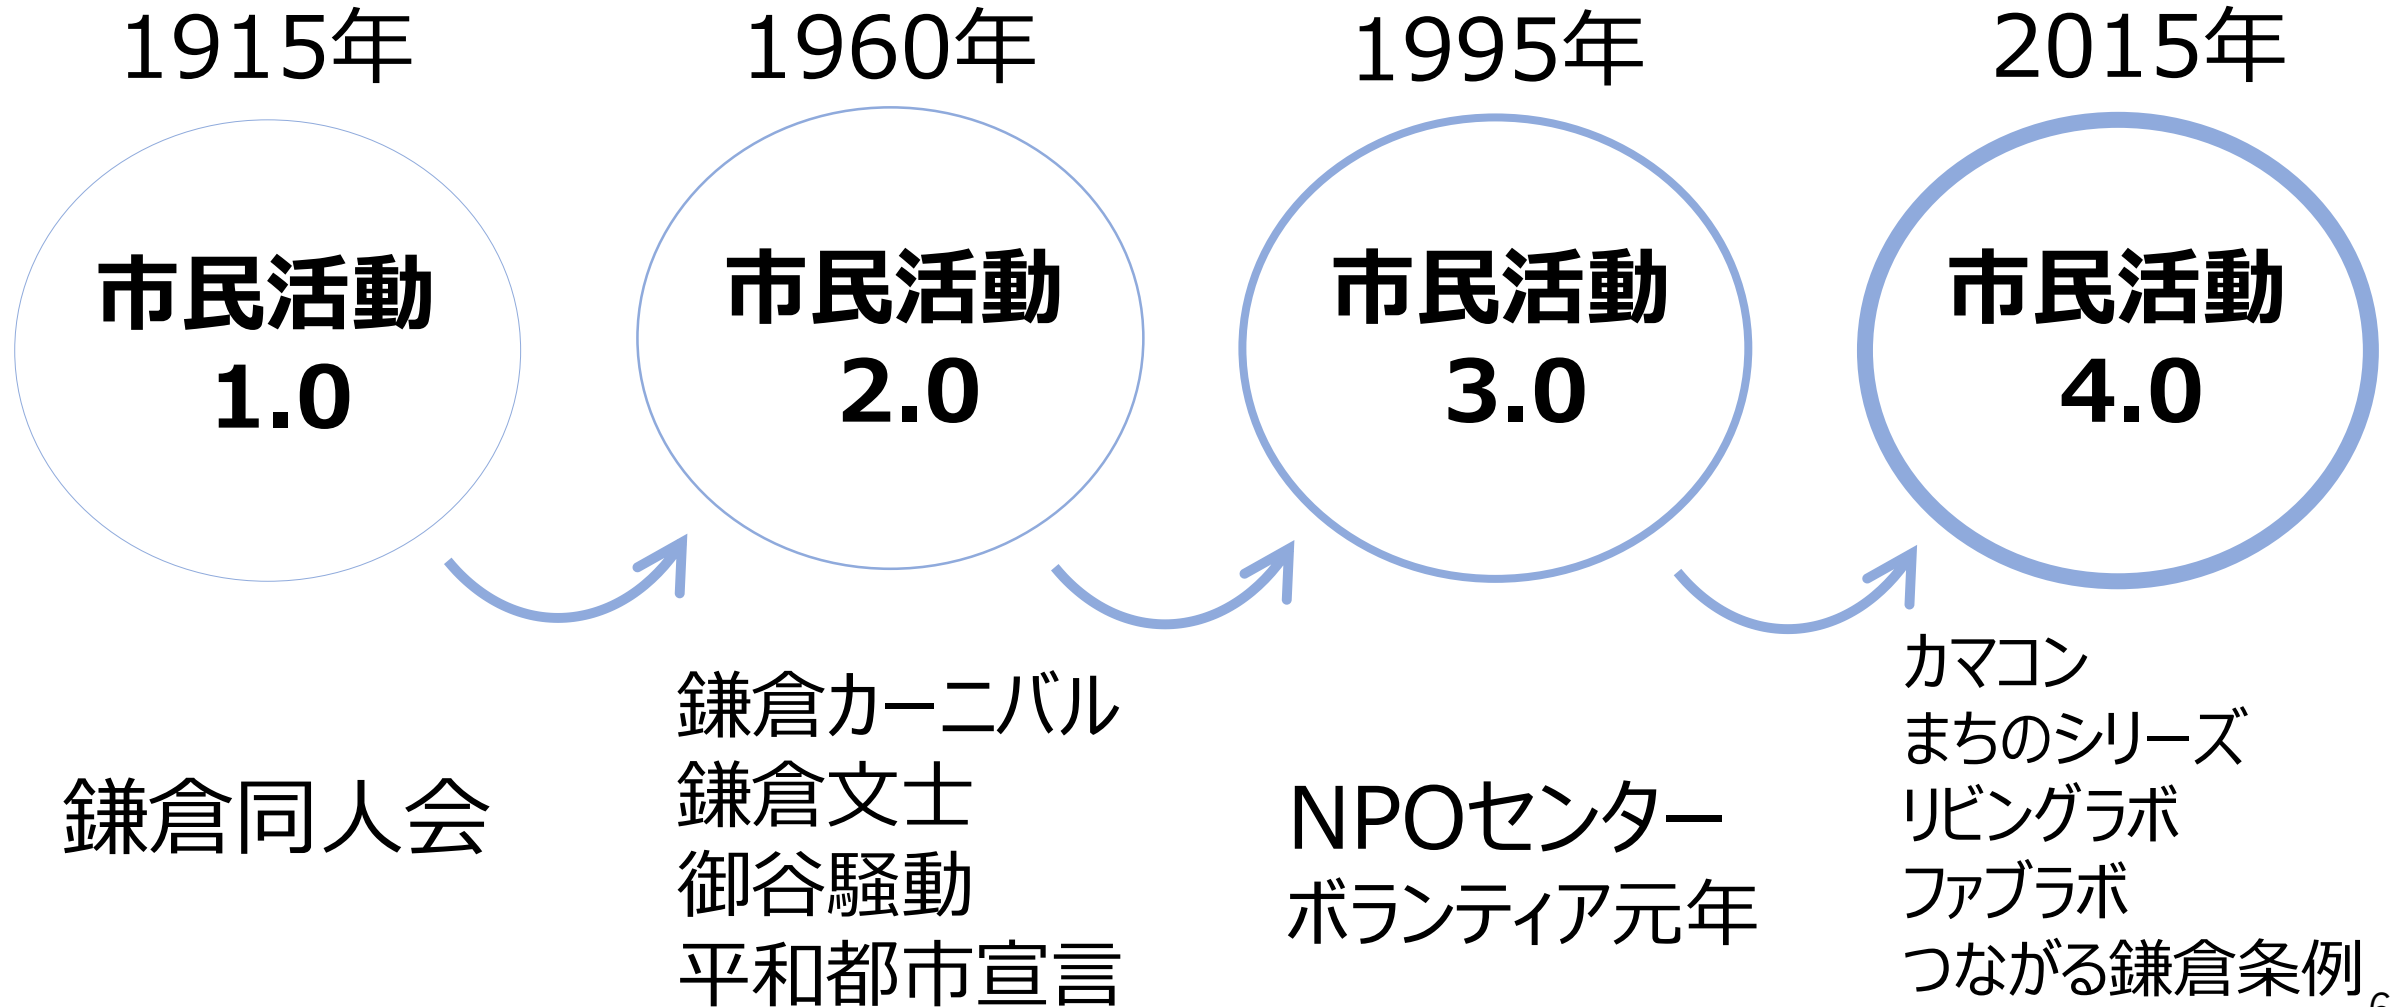 1915年
市民活動
1.0
鎌倉同人会
1960年
市民活動
2.0
鎌倉カーニバル
鎌倉文士
御谷騒動
平和都市宣言
1995年
市民活動
3.0
NPOセンター
ボランティア元年
2015年
市民活動
4.0
カマコン
まちのシリーズ
リビングラボ
ファブラボ
つながる鎌倉条例